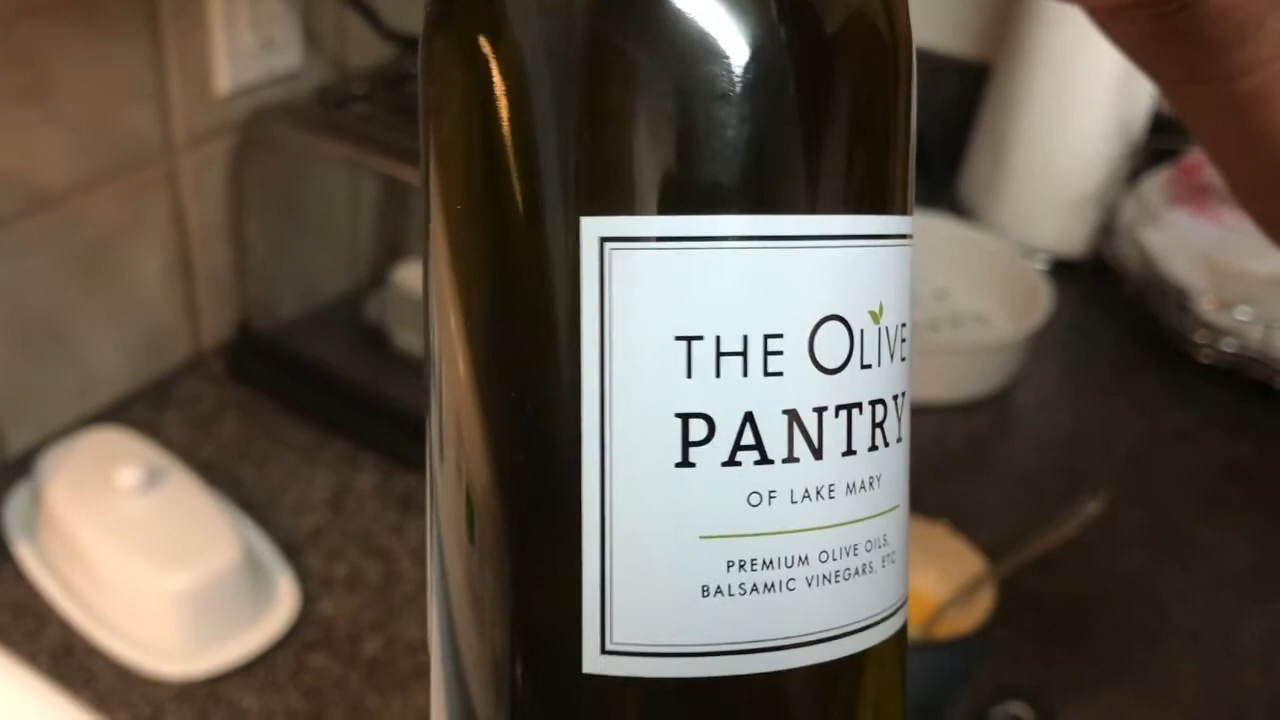 THE OLIVE
PANTRY
OF LAKE MARY
PREMIUM OLIVE OILS,
BALSAMIC VINEGARS, ETC